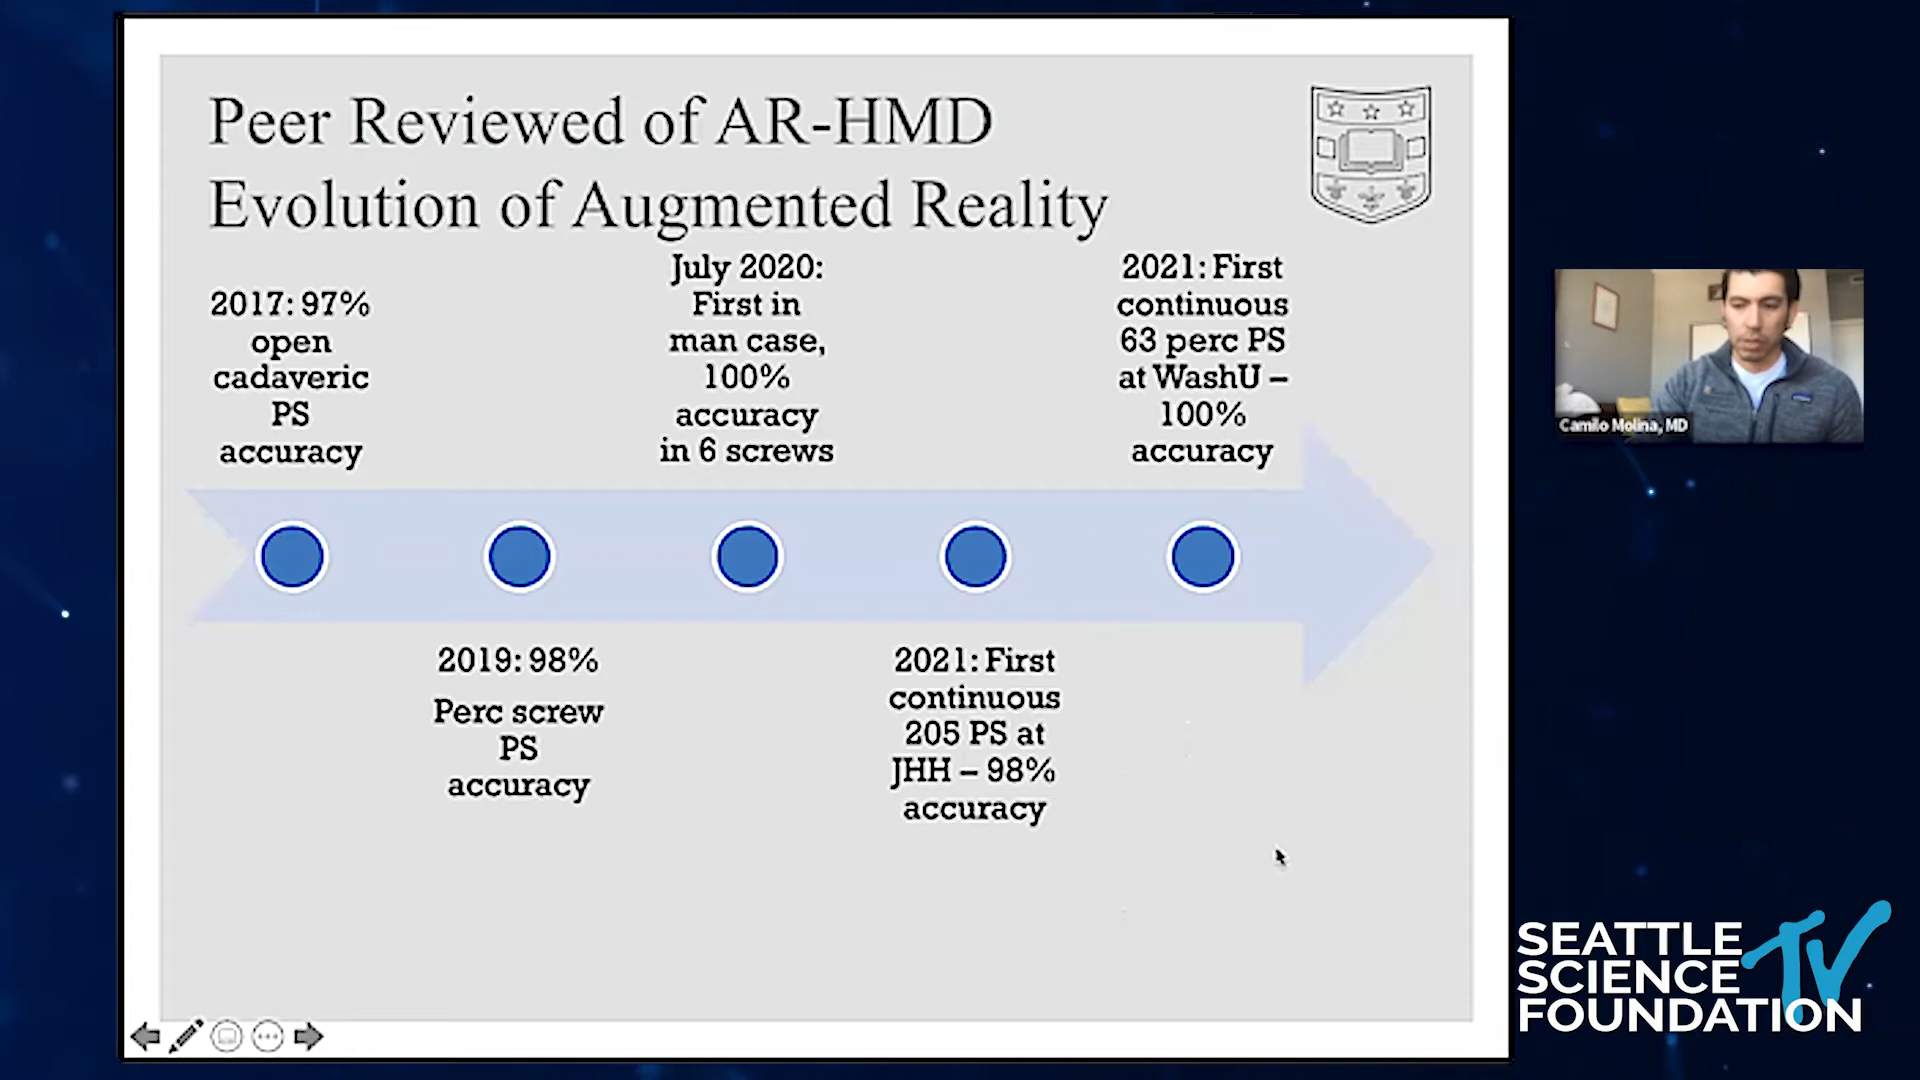 Peer Reviewed of AR-HMD
Evolution of Augmented Reality
2017: 97%
open
cadaveric
PS
accuracy
2019: 98%
Perc screw
PS
accuracy
July 2020:
First in
man case,
100%
accuracy
in 6 screws
2021: First
continuous
205 PS at
JHH – 98%
accuracy
2021: First
continuous
63 perc PS
at WashU –
100%
accuracy
Camilo Molina, MD
SEATTLE
SCIENCE
FOUNDATION
TV